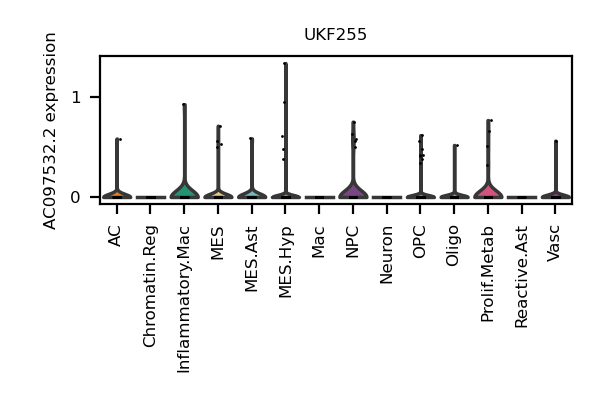 UKF255
AC097532.2 expression
1
0
AC
Chromatin.Reg
Inflammatory.Mac
MES
MES.Ast
MES.Hyp
Mac
NPC
Neuron
OPC
Oligo
Prolif.Metab
Reactive.Ast
Vasc